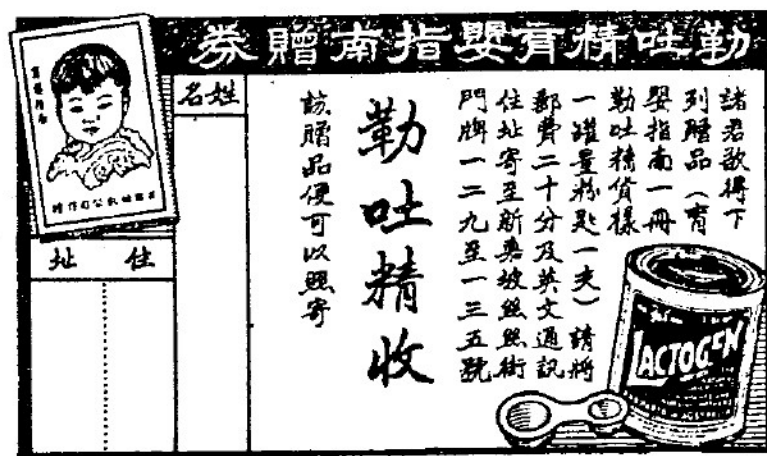 勒吐精育嬰指南贈券
諸君欲得下
列贈品（育
嬰指南一冊
勒吐精貨樣
一罐量粉匙一支）請將
郵費二十分及英文通訊
住址寄至新嘉坡絲絲街
門牌一二九至一三五號
勒吐精收
該贈品便可以照寄
姓名
住址
育嬰指南
LACTOGEN